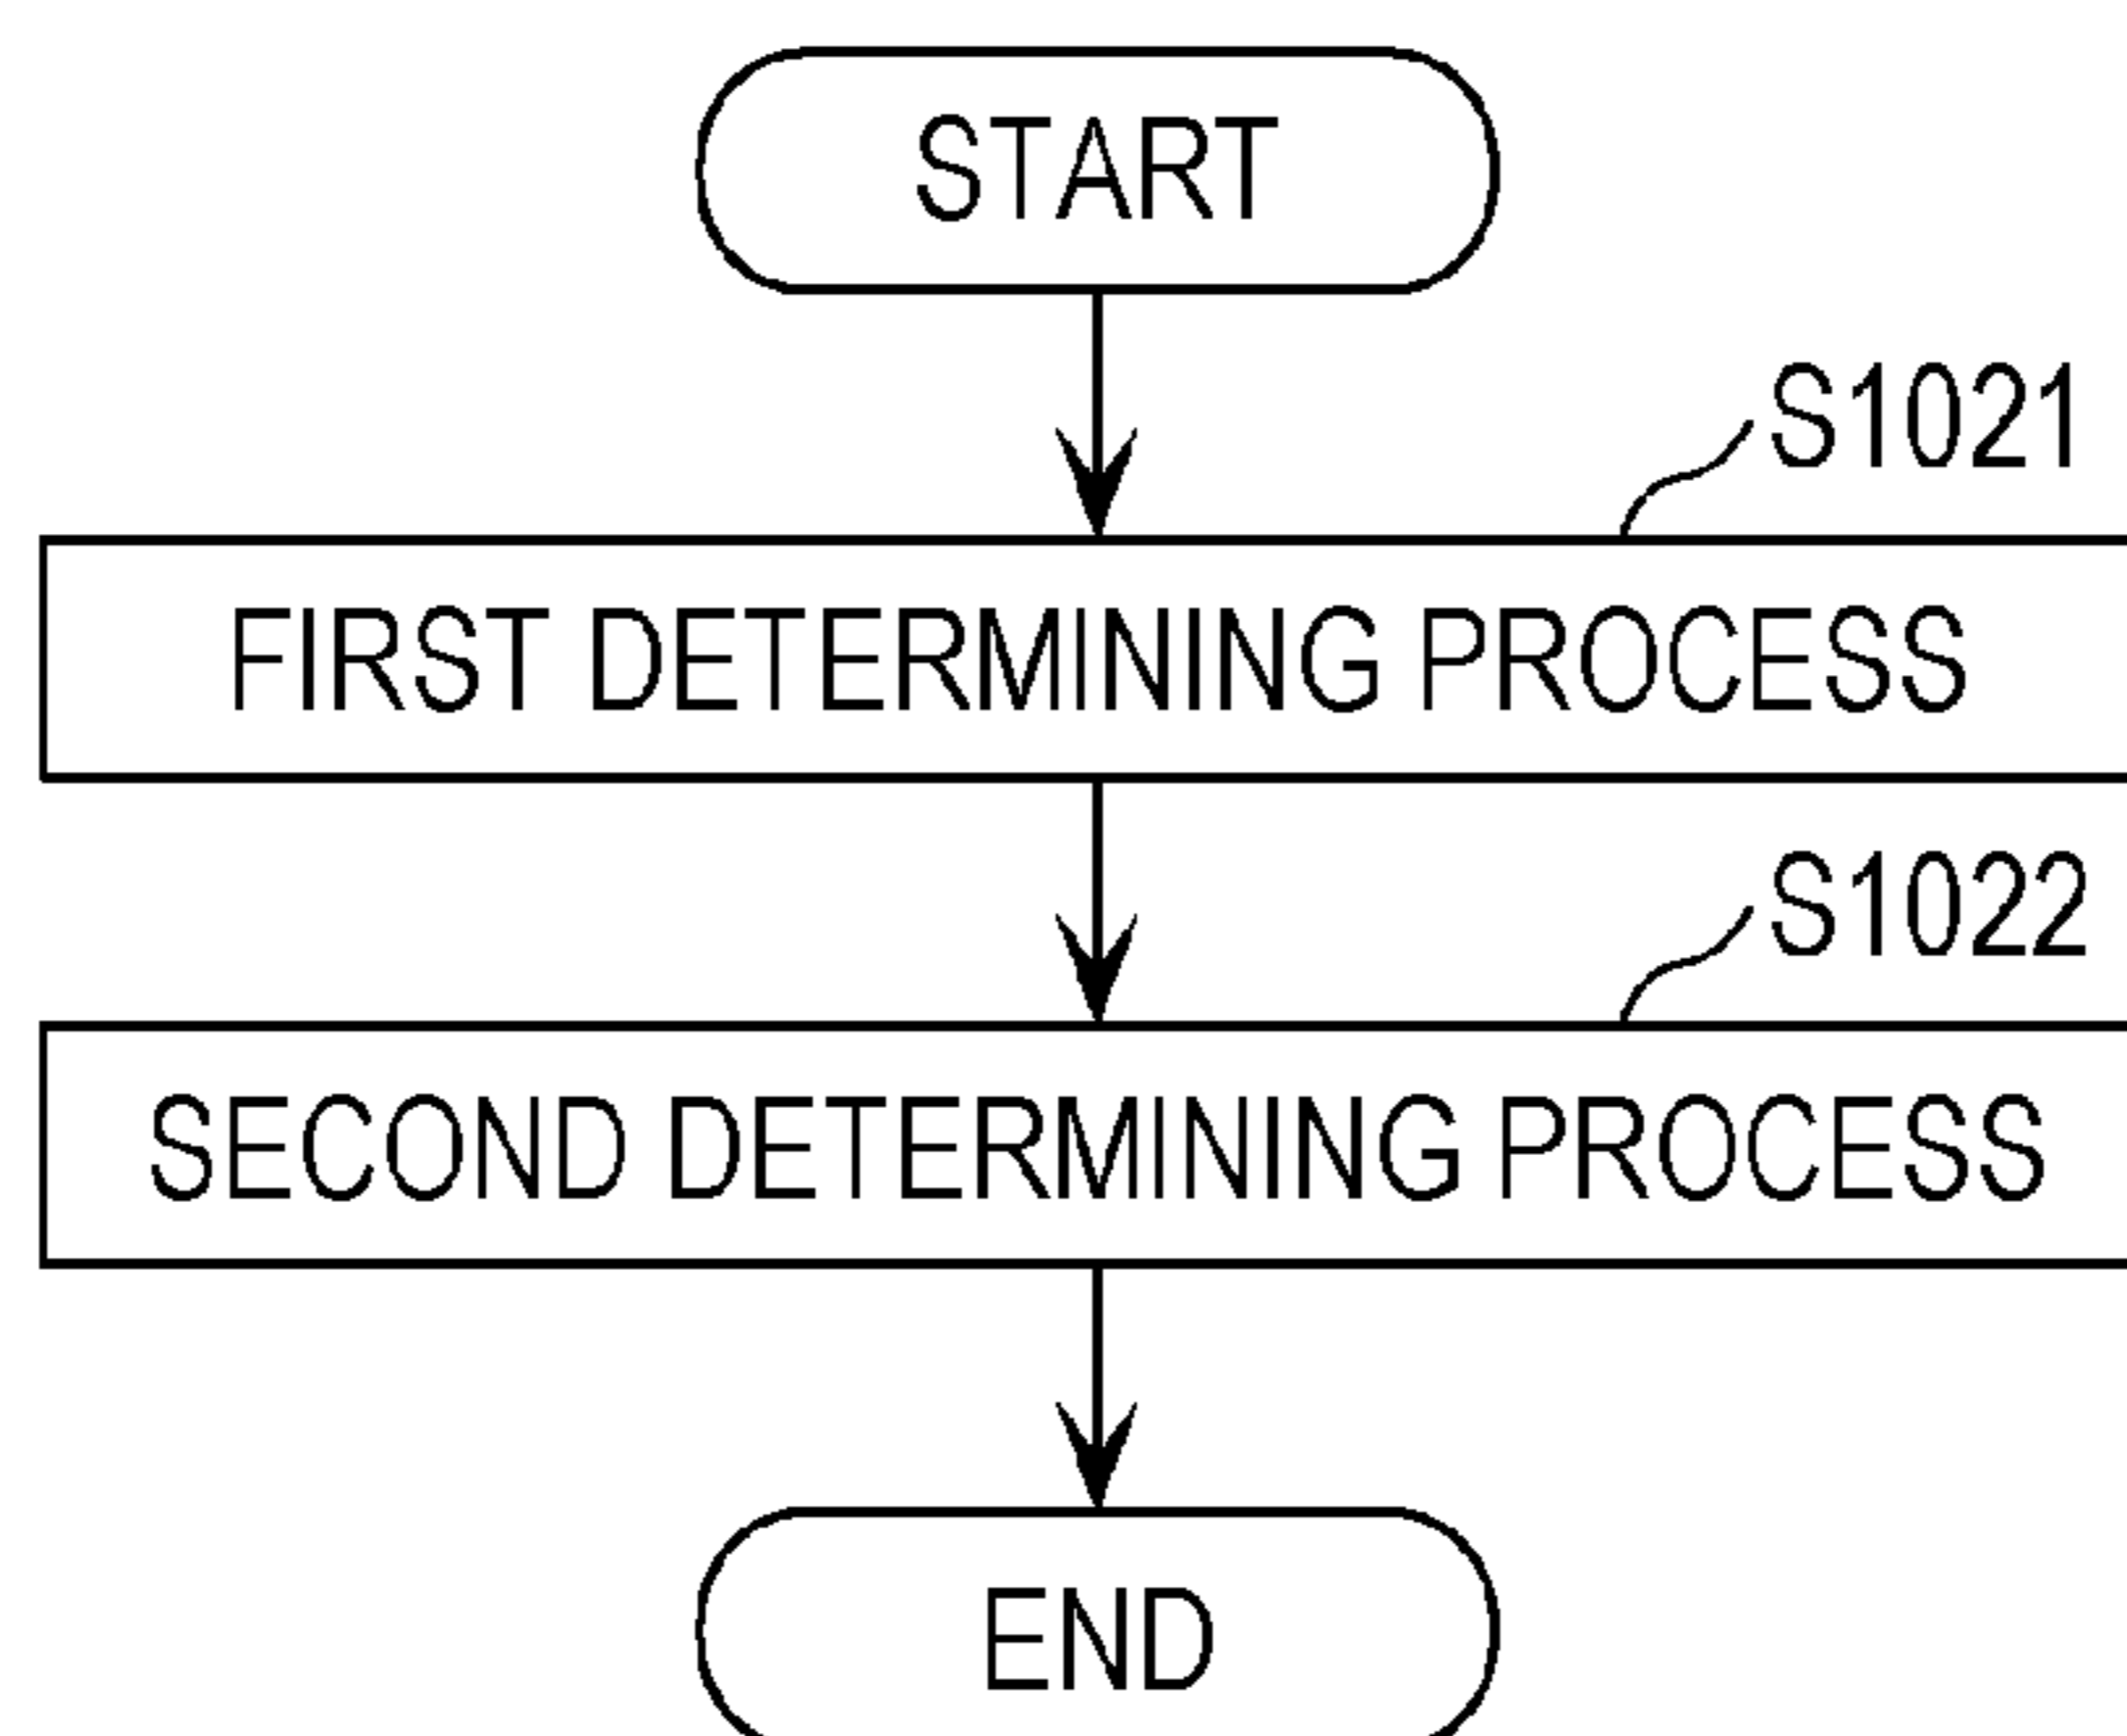 START
S1021
FIRST DETERMINING PROCESS
S1022
SECOND DETERMINING PROCESS
END